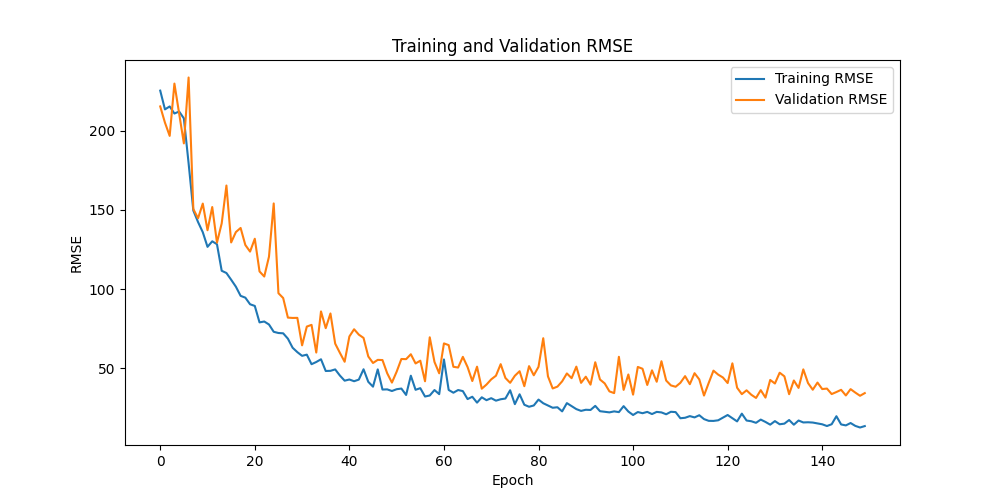 Training and Validation RMSE
Training RMSE
Validation RMSE
200
150
100
50
RMSE
0 20 40 60 80 100 120 140
Epoch